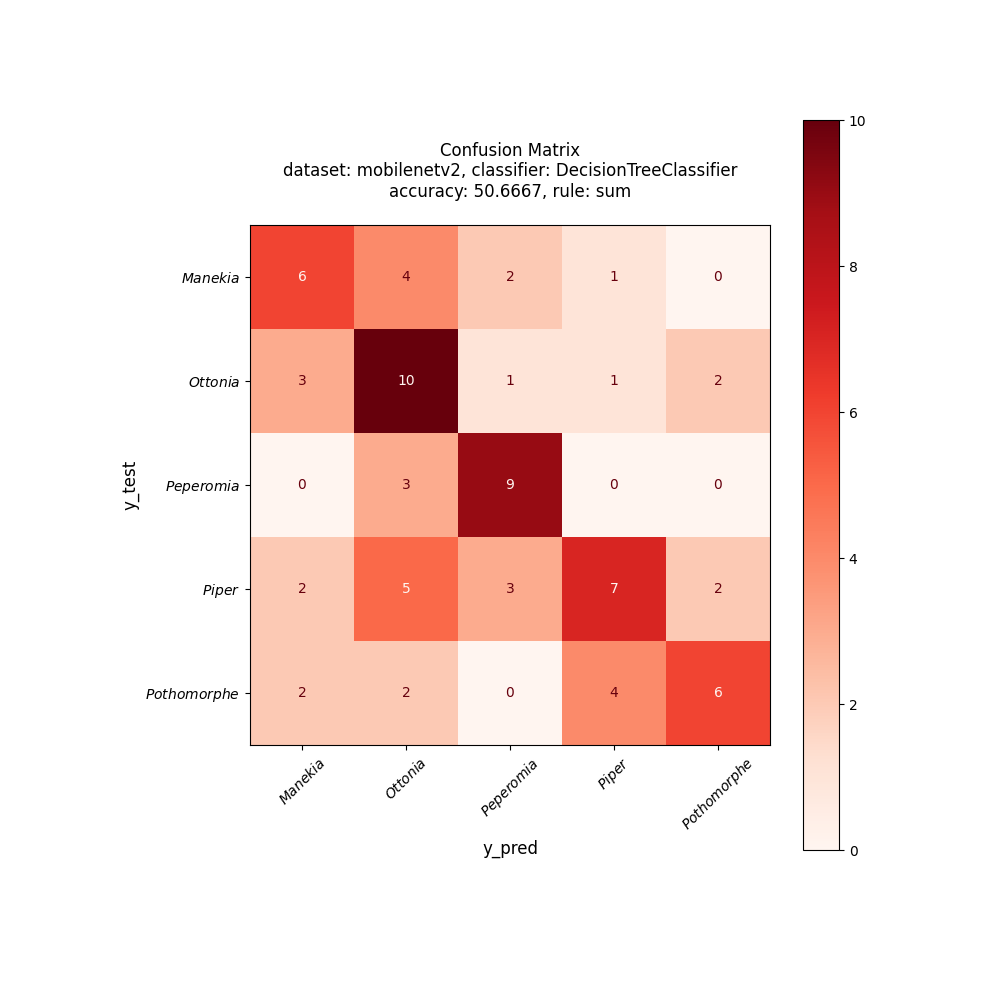 Confusion Matrix
dataset: mobilenetv2, classifier: DecisionTreeClassifier
accuracy: 50.6667, rule: sum
Manekia 6 4 2 1 0
Ottonia 3 10 1 1 2
Peperomia 0 3 9 0 0
Piper 2 5 3 7 2
Pothomorphe 2 2 0 4 6
Manekia Ottonia Peperomia Piper Pothomorphe
y_pred
y_test
10
8
6
4
2
0